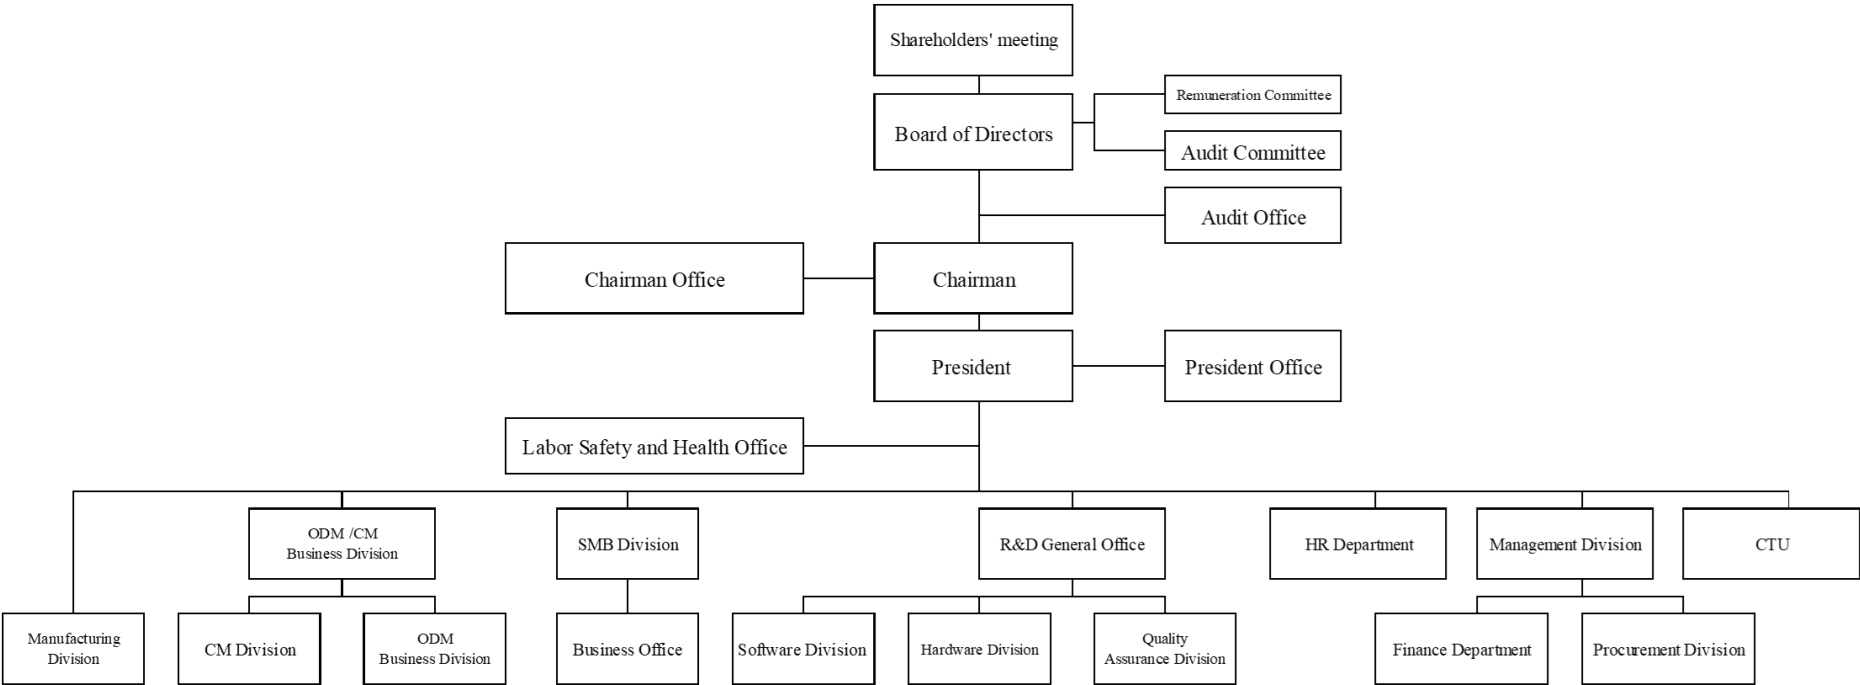 Shareholders' meeting
Remuneration Committee
Board of Directors
Audit Committee
Audit Office
Chairman Office
Chairman
President
President Office
Labor Safety and Health Office
ODM /CM
Business Division
SMB Division
R&D General Office
HR Department
Management Division
CTU
Manufacturing
Division
CM Division
ODM
Business Division
Business Office
Software Division
Hardware Division
Quality
Assurance Division
Finance Department
Procurement Division